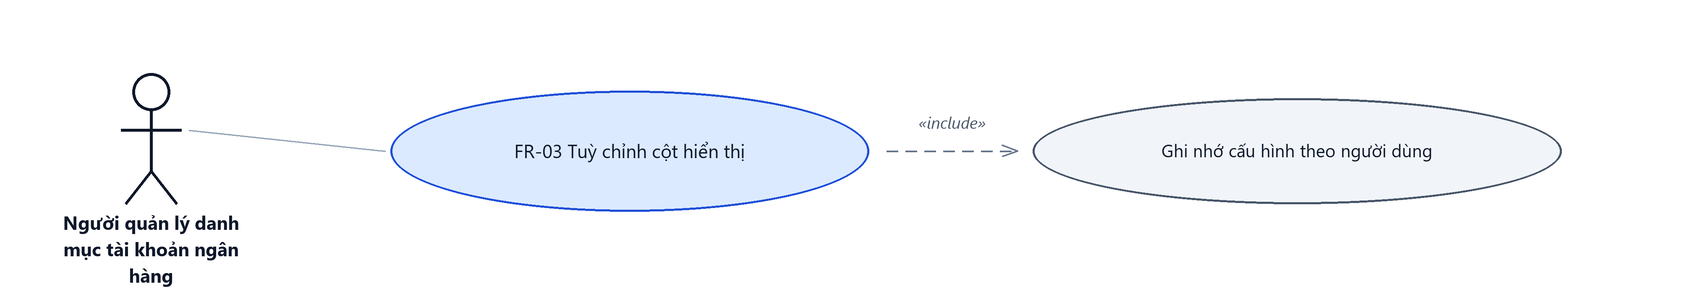 «include»
FR-03 Tuỳ chỉnh cột hiển thị
Ghi nhớ cấu hình theo người dùng
Người quản lý danh
mục tài khoản ngân
hàng